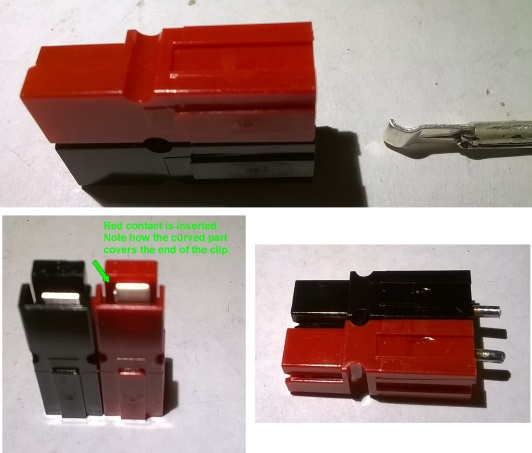 Red contact is inserted.
Note how the curved part
covers the end of the clip.